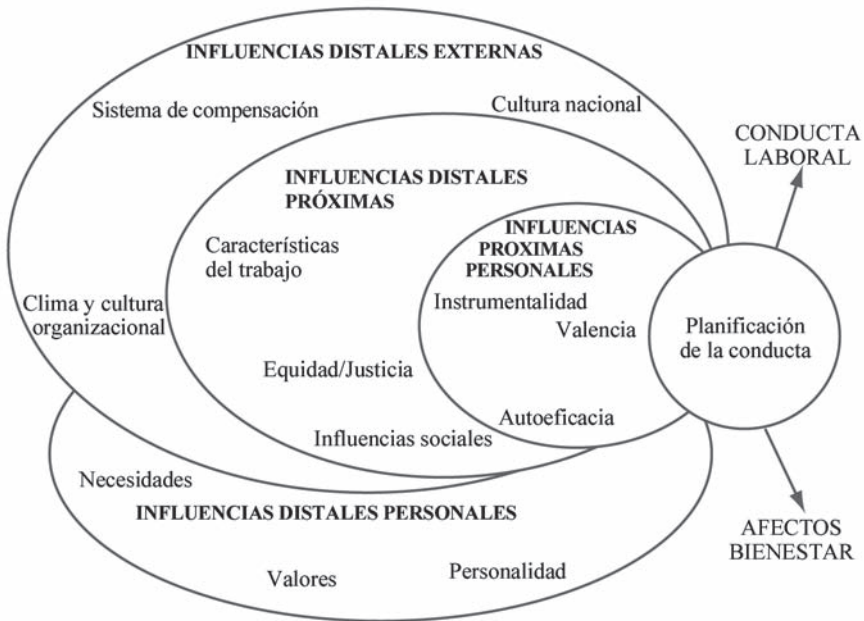 INFLUENCIAS DISTALES EXTERNAS
Sistema de compensación
Cultura nacional
CONDUCTA
LABORAL
INFLUENCIAS DISTALES
PRÓXIMAS
Características
del trabajo
INFLUENCIAS
PROXIMAS
PERSONALES
Instrumentalidad
Valencia
Clima y cultura
organizacional
Planificación
de la conducta
Equidad/Justicia
Autoeficacia
Influencias sociales
Necesidades
INFLUENCIAS DISTALES PERSONALES
Valores
Personalidad
AFECTOS
BIENESTAR